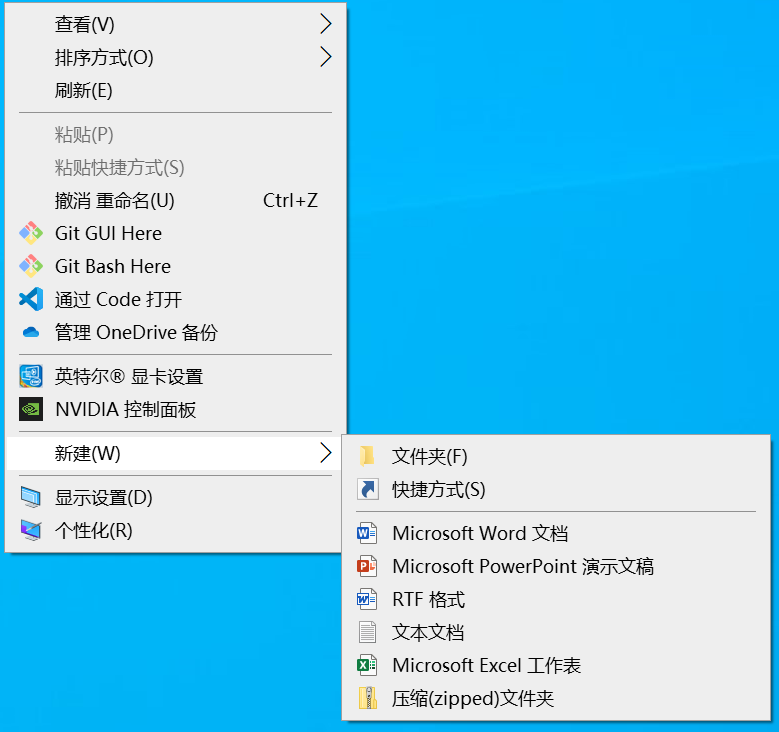 查看(V)
排序方式(O)
刷新(E)
粘贴(P)
粘贴快捷方式(S)
撤消 重命名(U) Ctrl+Z
Git GUI Here
Git Bash Here
通过 Code 打开
管理 OneDrive 备份
英特尔® 显卡设置
NVIDIA 控制面板
新建(W)
显示设置(D)
个性化(R)
文件夹(F)
快捷方式(S)
Microsoft Word 文档
Microsoft PowerPoint 演示文稿
RTF 格式
文本文档
Microsoft Excel 工作表
压缩(zipped)文件夹